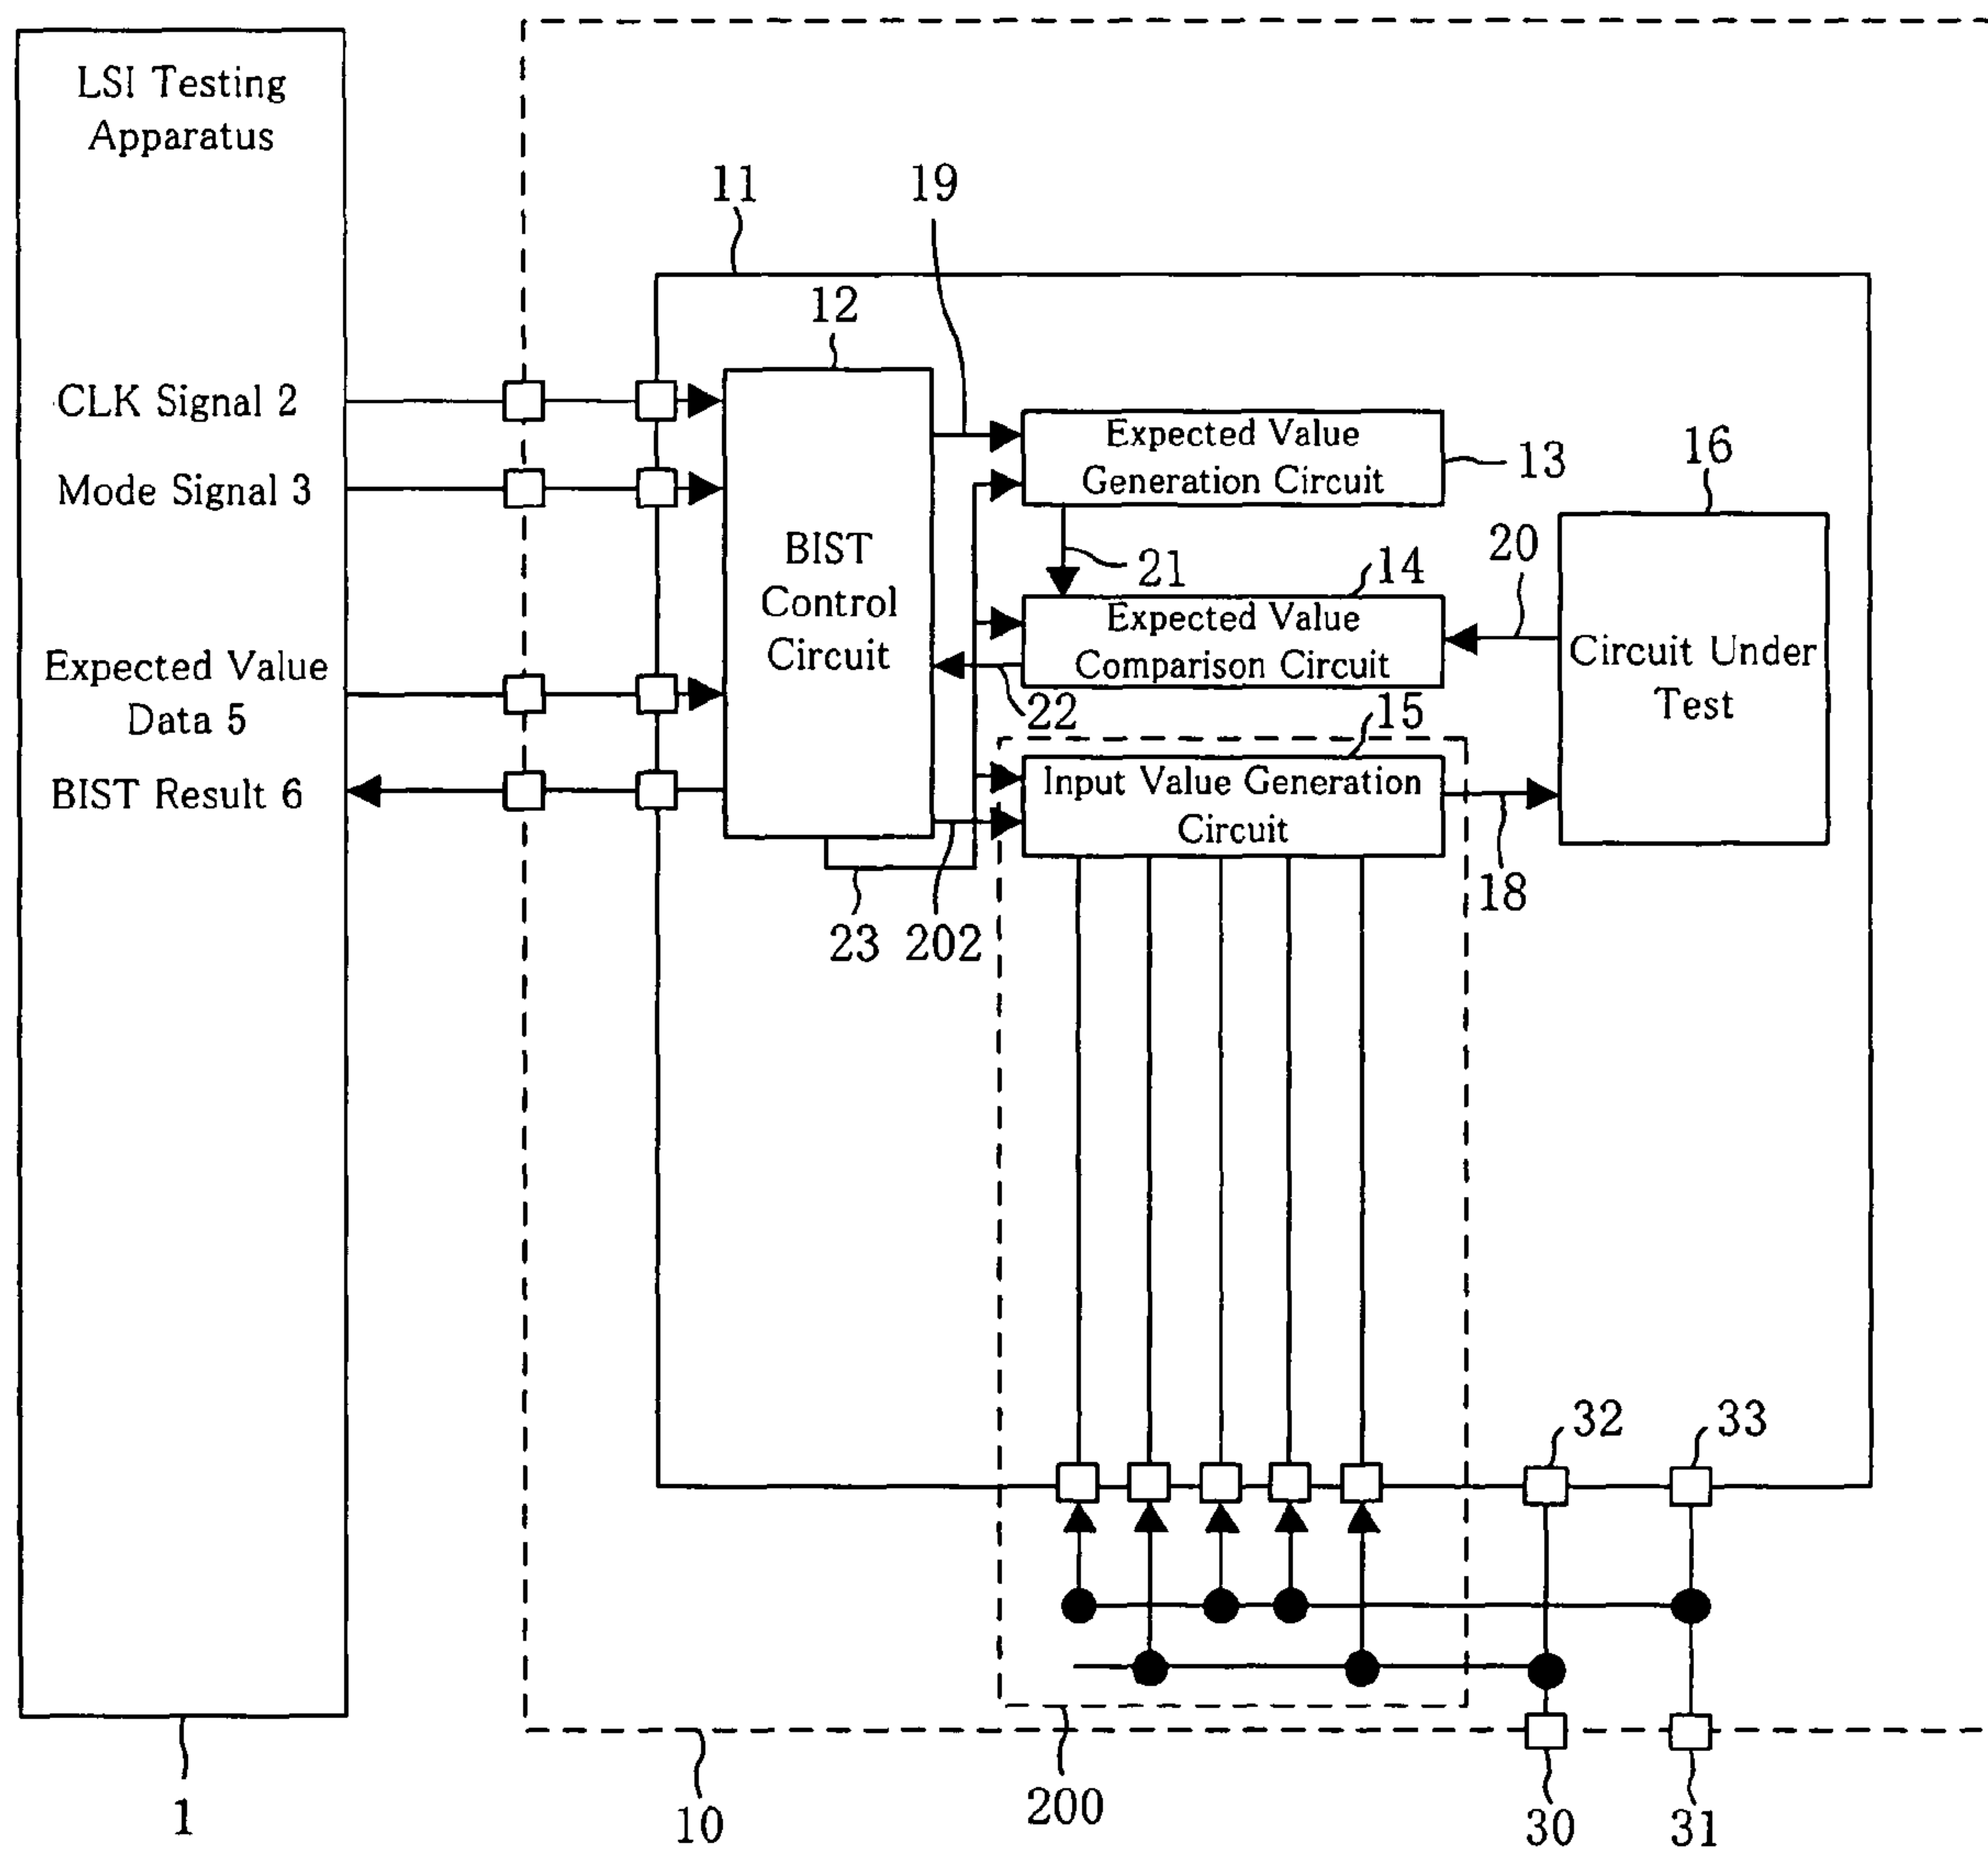 LSI Testing
Apparatus
11
19
12
CLK Signal 2
Mode Signal 3
Expected Value
Data 5
BIST Result 6
BIST
Control
Circuit
Expected Value
Generation Circuit
13
16
21
14
20
Expected Value
Comparison Circuit
Circuit Under
Test
22
15
Input Value Generation
Circuit
18
23
202
32
33
1
10
200
30
31